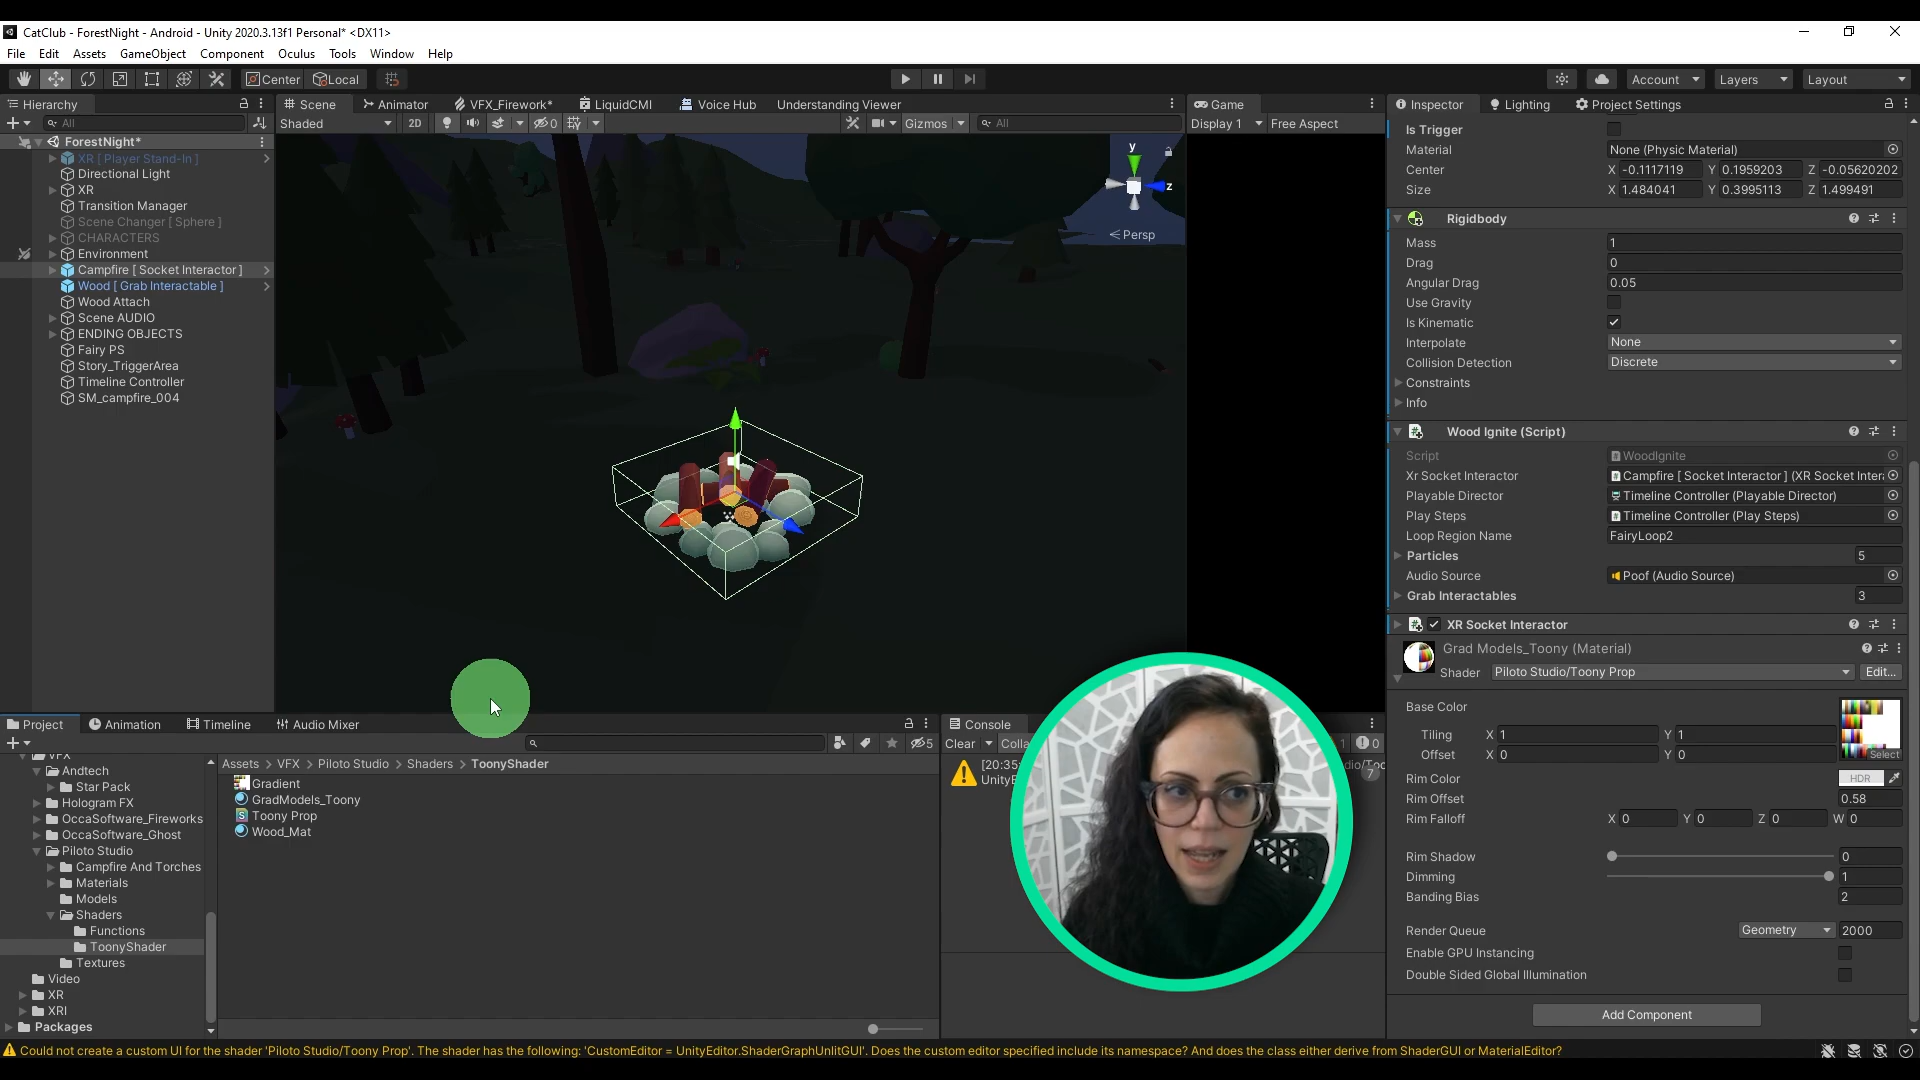 CatClub - ForestNight - Android - Unity 2020.3.13f1 Personal* <DX11>
File Edit Assets GameObject Component Oculus Tools Window Help
Center Local Account Layers Layout
Hierarchy Scene Animator VFX_Firework* LiquidCMI Voice Hub Understanding Viewer Game Inspector Lighting Project Settings
All Shaded 2D 0 Gizmos All Display 1 Free Aspect
ForestNight*
XR [ Player Stand-In ]
Directional Light
XR
Transition Manager
Scene Changer [ Sphere ]
CHARACTERS
Environment
Campfire [ Socket Interactor ]
Wood [ Grab Interactable ]
Wood Attach
Scene AUDIO
ENDING OBJECTS
Fairy PS
Story_TriggerArea
Timeline Controller
SM_campfire_004
y
z
< Persp
Is Trigger
Material None (Physic Material)
Center X -0.1117119 Y 0.1959203 Z -0.05620202
Size X 1.484041 Y 0.3995113 Z 1.499491
Rigidbody
Mass 1
Drag 0
Angular Drag 0.05
Use Gravity
Is Kinematic
Interpolate None
Collision Detection Discrete
Constraints
Info
Wood Ignite (Script)
Script WoodIgnite
Xr Socket Interactor Campfire [ Socket Interactor ] (XR Socket Inter
Playable Director Timeline Controller (Playable Director)
Play Steps Timeline Controller (Play Steps)
Loop Region Name FairyLoop2
Particles 5
Audio Source Poof (Audio Source)
Grab Interactables 3
XR Socket Interactor
Grad Models_Toony (Material)
Shader Piloto Studio/Toony Prop Edit...
Base Color
Tiling X 1 Y 1
Offset X 0 Y 0
Select
Rim Color HDR
Rim Offset 0.58
Rim Falloff X 0 Y 0 Z 0 W 0
Rim Shadow 0
Dimming 1
Banding Bias 2
Render Queue Geometry 2000
Enable GPU Instancing
Double Sided Global Illumination
Add Component
Project Animation Timeline Audio Mixer
5
VFX
Andtech
Star Pack
Hologram FX
OccaSoftware_Fireworks
OccaSoftware_Ghost
Piloto Studio
Campfire And Torches
Materials
Models
Shaders
Functions
ToonyShader
Textures
Video
XR
XRI
Packages
Assets > VFX > Piloto Studio > Shaders > ToonyShader
Gradient
GradModels_Toony
Toony Prop
Wood_Mat
Console
Clear Colla 1 0
[20:35: dio/Too
UnityE 7
Could not create a custom UI for the shader 'Piloto Studio/Toony Prop'. The shader has the following: 'CustomEditor = UnityEditor.ShaderGraphUnlitGUI'. Does the custom editor specified include its namespace? And does the class either derive from ShaderGUI or MaterialEditor?